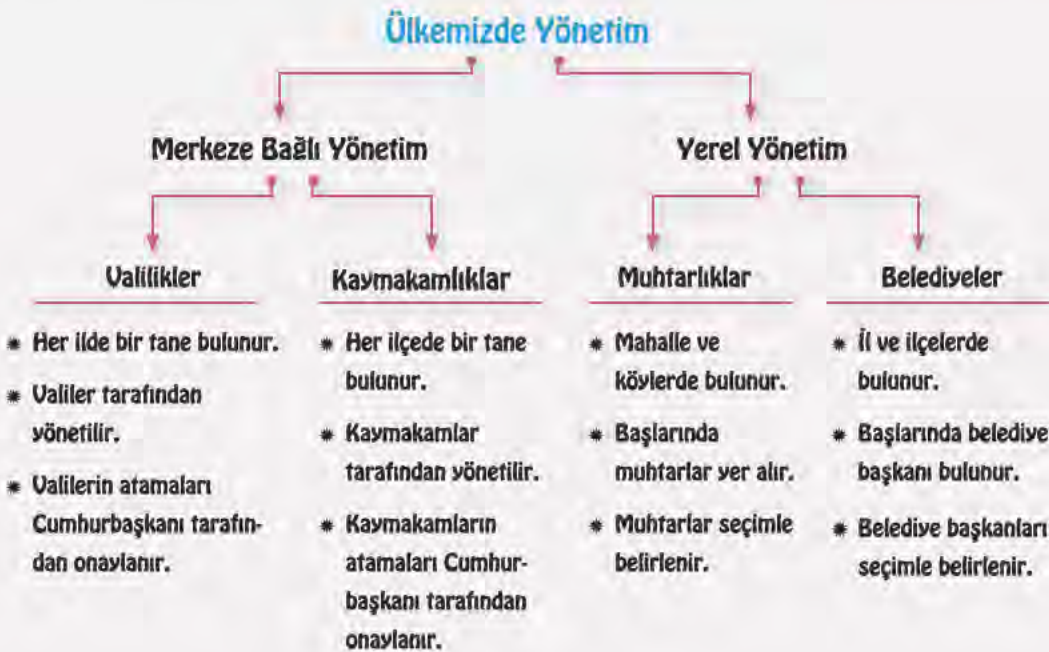 Ülkemizde Yönetim
Merkeze Bağlı Yönetim
Yerel Yönetim
Valilikler
✷ Her ilde bir tane bulunur.
✷ Valiler tarafından
yönetilir.
✷ Valilerin atamaları
Cumhurbaşkanı tarafın-
dan onaylanır.
Kaymakamlıklar
✷ Her ilçede bir tane
bulunur.
✷ Kaymakamlar
tarafından yönetilir.
✷ Kaymakamların
atamaları Cumhur-
başkanı tarafından
onaylanır.
Muhtarlıklar
✷ Mahalle ve
köylerde bulunur.
✷ Başlarında
muhtarlar yer alır.
✷ Muhtarlar seçimle
belirlenir.
Belediyeler
✷ İl ve ilçelerde
bulunur.
✷ Başlarında belediye
başkanı bulunur.
✷ Belediye başkanları
seçimle belirlenir.